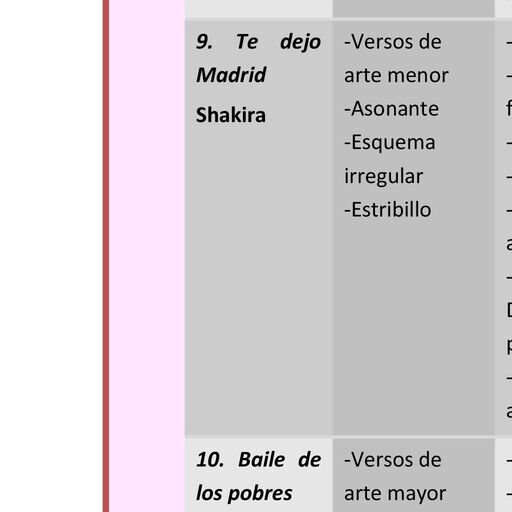 9. Te dejo
Madrid
Shakira
-Versos de
arte menor
-Asonante
-Esquema
irregular
-Estribillo
10. Baile de
los pobres
-Versos de
arte mayor